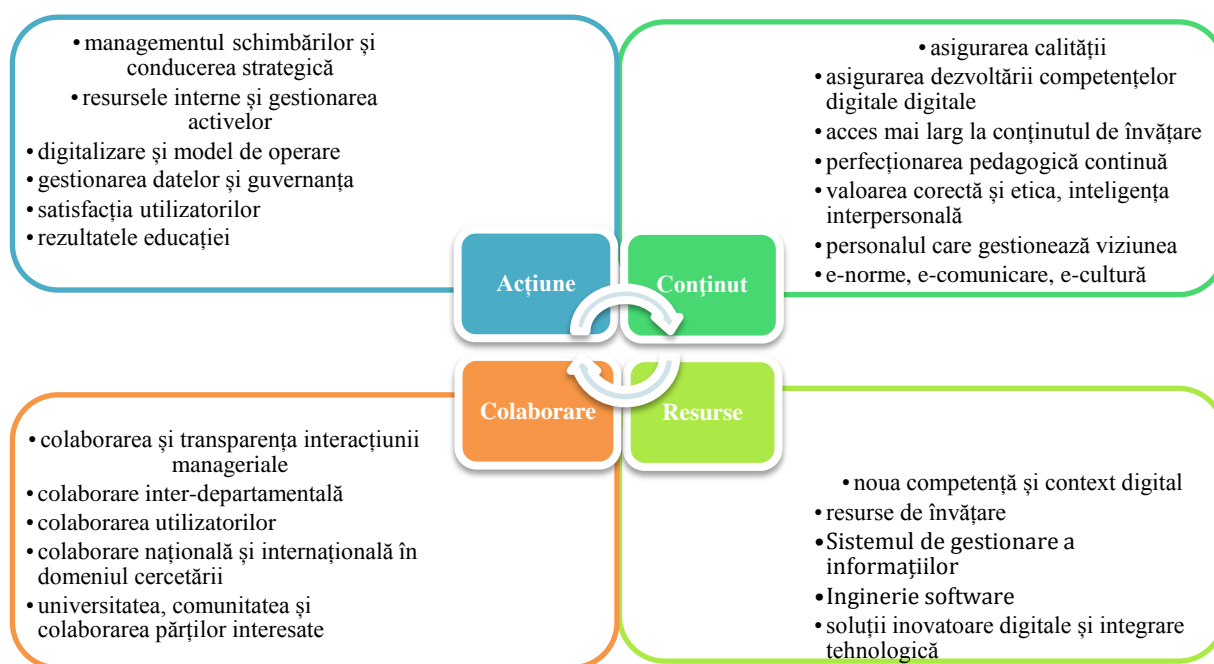 • managementul schimbărilor și
conducerea strategică
• resursele interne și gestionarea
activelor
• digitalizare și model de operare
• gestionarea datelor și guvernanța
• satisfacția utilizatorilor
• rezultatele educației
• asigurarea calității
• asigurarea dezvoltării competențelor
digitale digitale
• acces mai larg la conținutul de învățare
• perfecționarea pedagogică continuă
• valoarea corectă și etica, inteligența
interpersonală
• personalul care gestionează viziunea
• e-norme, e-comunicare, e-cultură
Acțiune
Conţinut
Colaborare
Resurse
• colaborarea și transparența interacțiunii
manageriale
• colaborare inter-departamentală
• colaborarea utilizatorilor
• colaborare națională și internațională în
domeniul cercetării
• universitatea, comunitatea și
colaborarea părților interesate
• noua competență și context digital
• resurse de învățare
• Sistemul de gestionare a
informațiilor
• Inginerie software
• soluții inovatoare digitale și integrare
tehnologică